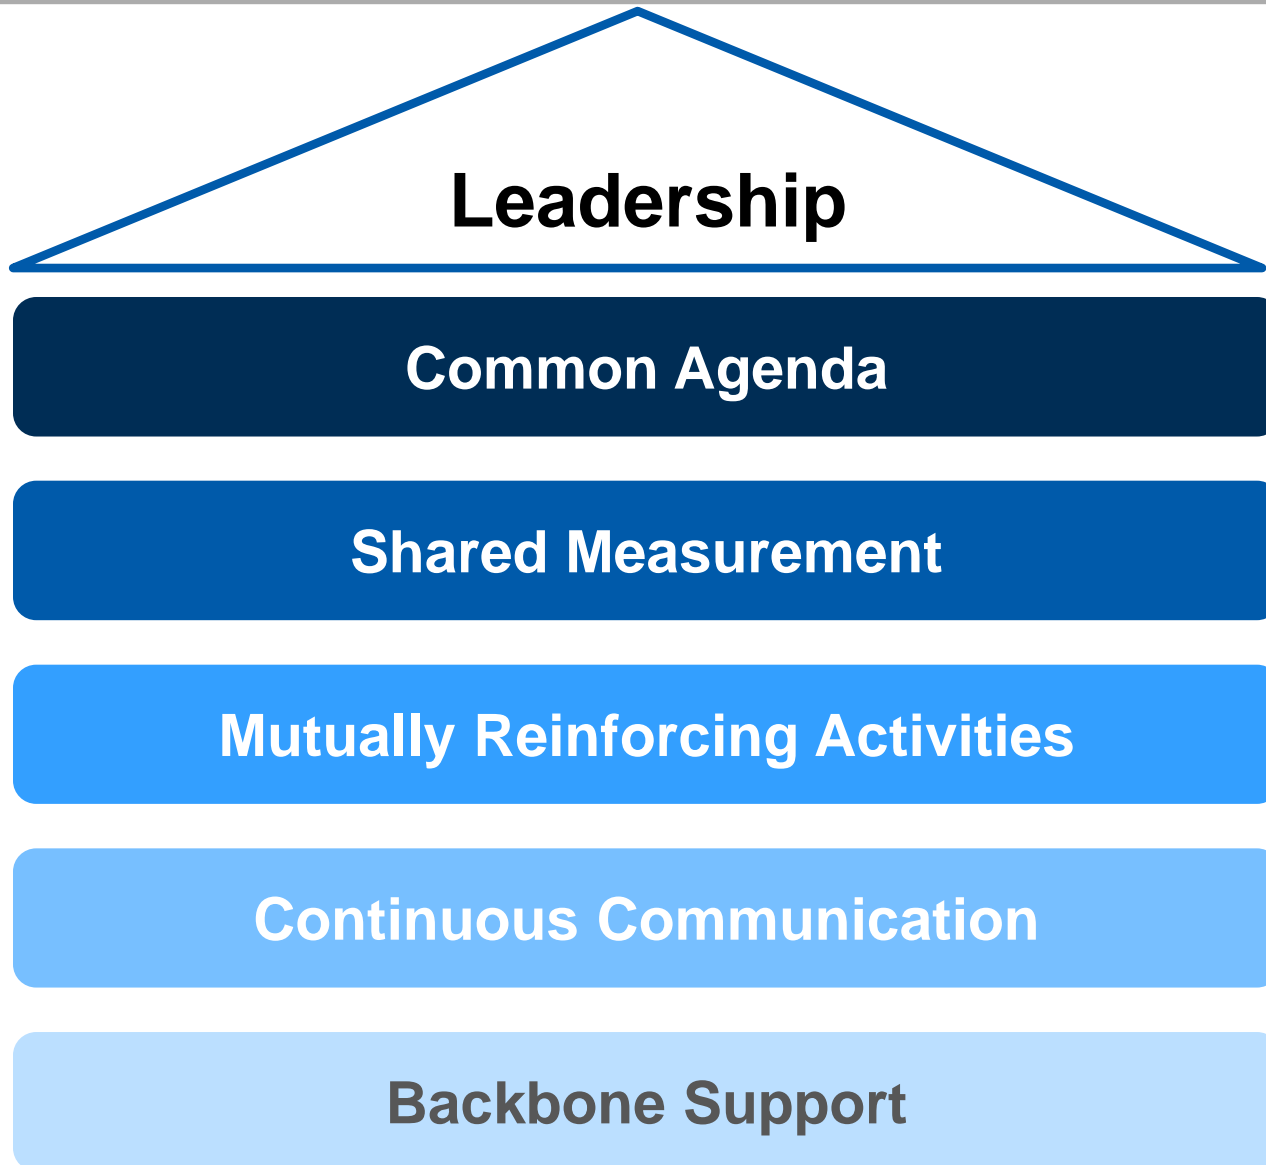 Leadership
Common Agenda
Shared Measurement
Mutually Reinforcing Activities
Continuous Communication
Backbone Support